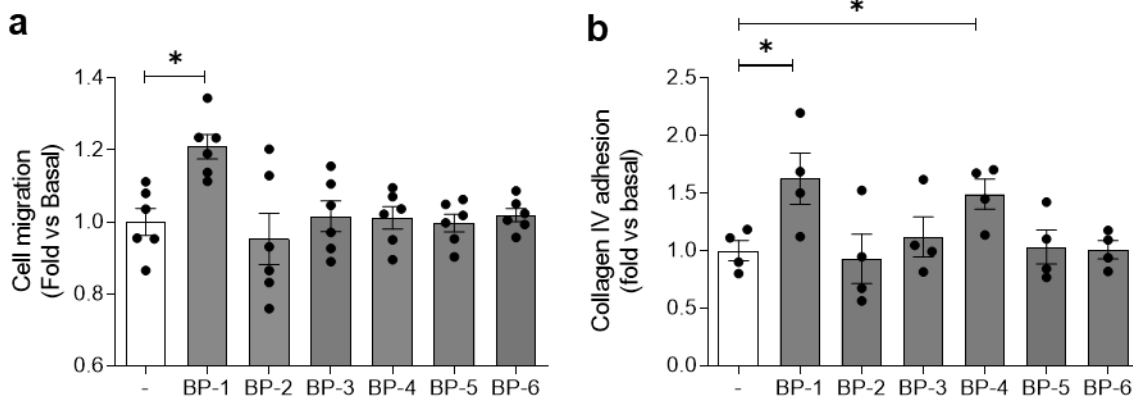 a
*
Cell migration
(Fold vs Basal)
1.4
1.2
1.0
0.8
0.6
- BP-1 BP-2 BP-3 BP-4 BP-5 BP-6
b
*
*
Collagen IV adhesion
(fold vs basal)
2.5
2.0
1.5
1.0
0.5
0.0
- BP-1 BP-2 BP-3 BP-4 BP-5 BP-6